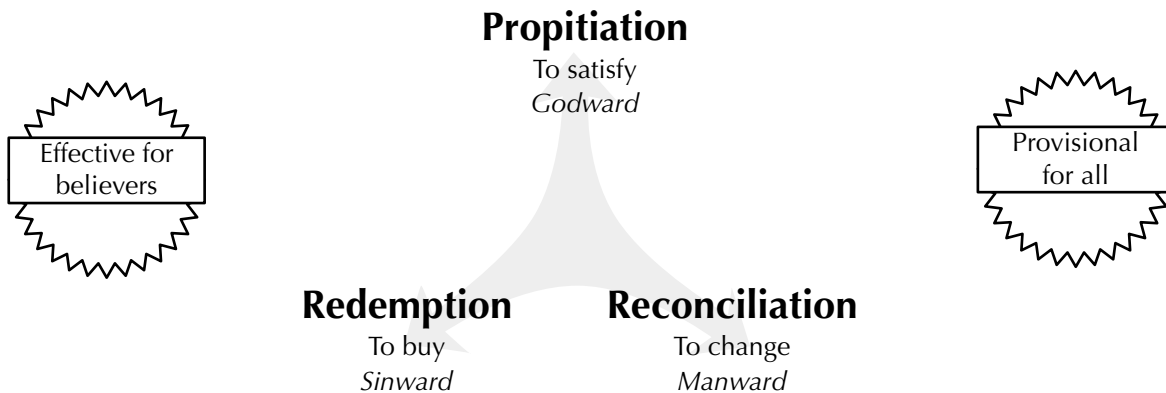 Propitiation
To satisfy
Godward
Effective for
believers
Provisional
for all
Redemption
To buy
Sinward
Reconciliation
To change
Manward